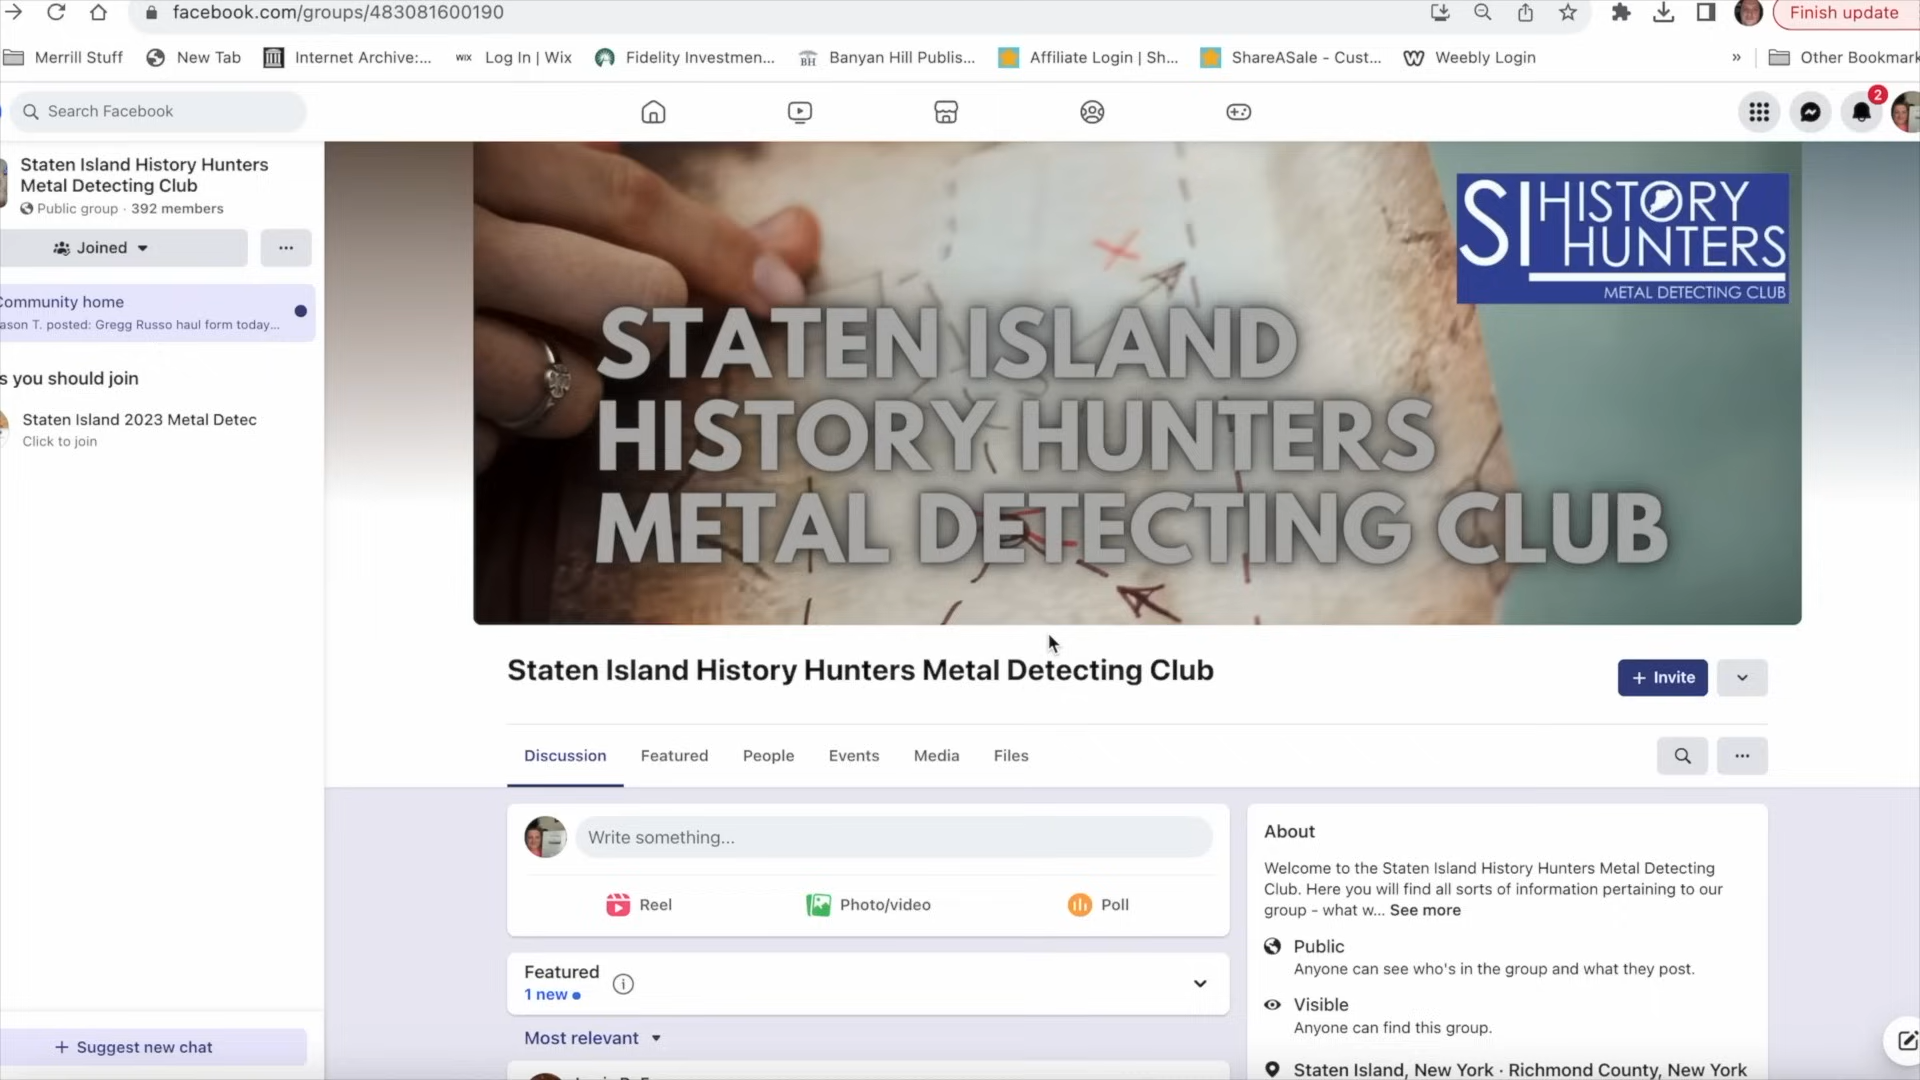 facebook.com/groups/483081600190
Finish update
Merrill Stuff
New Tab
Internet Archive:...
WIX Log In | Wix
Fidelity Investmen...
BH Banyan Hill Publis...
Affiliate Login | Sh...
ShareASale - Cust...
Weebly Login
»
Other Bookmark
Search Facebook
2
Staten Island History Hunters
Metal Detecting Club
Public group · 392 members
Joined
Community home
ason T. posted: Gregg Russo haul form today...
s you should join
Staten Island 2023 Metal Detec
Click to join
+ Suggest new chat
SI HISTORY
HUNTERS
METAL DETECTING CLUB
STATEN ISLAND
HISTORY HUNTERS
METAL DETECTING CLUB
Staten Island History Hunters Metal Detecting Club
+ Invite
Discussion
Featured
People
Events
Media
Files
Write something...
Reel
Photo/video
Poll
Featured
1 new
Most relevant
About
Welcome to the Staten Island History Hunters Metal Detecting
Club. Here you will find all sorts of information pertaining to our
group - what w... See more
Public
Anyone can see who's in the group and what they post.
Visible
Anyone can find this group.
Staten Island, New York · Richmond County, New York